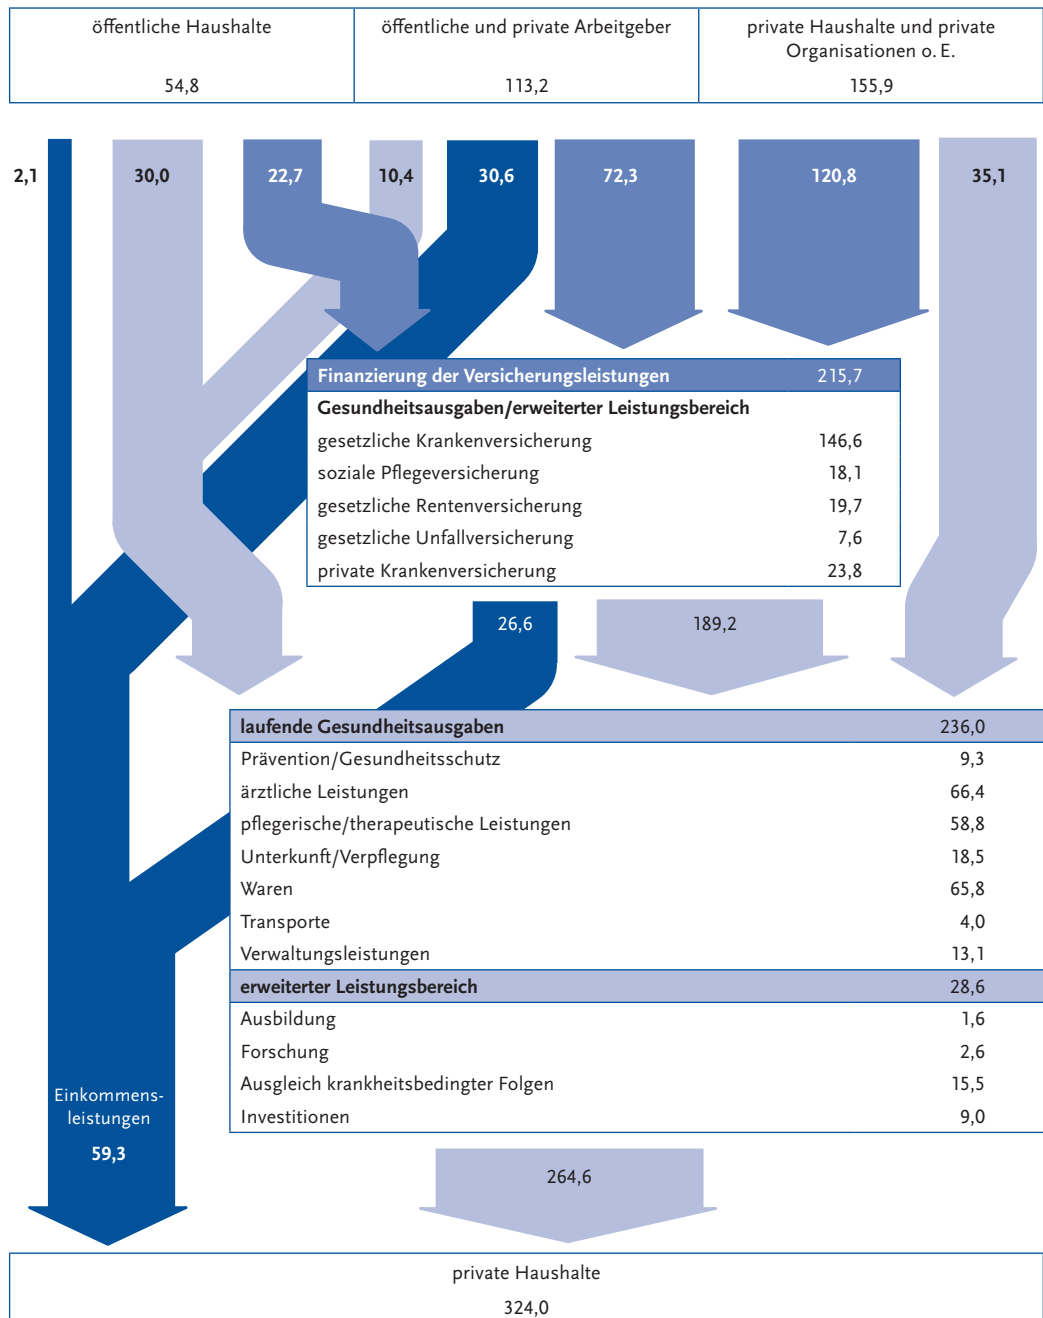 öffentliche Haushalte
54,8
öffentliche und private Arbeitgeber
113,2
private Haushalte und private
Organisationen o. E.
155,9
2,1
30,0
22,7
10,4
30,6
72,3
120,8
35,1
Finanzierung der Versicherungsleistungen 215,7
Gesundheitsausgaben/erweiterter Leistungsbereich
gesetzliche Krankenversicherung 146,6
soziale Pflegeversicherung 18,1
gesetzliche Rentenversicherung 19,7
gesetzliche Unfallversicherung 7,6
private Krankenversicherung 23,8
26,6
189,2
laufende Gesundheitsausgaben 236,0
Prävention/Gesundheitsschutz 9,3
ärztliche Leistungen 66,4
pflegerische/therapeutische Leistungen 58,8
Unterkunft/Verpflegung 18,5
Waren 65,8
Transporte 4,0
Verwaltungsleistungen 13,1
erweiterter Leistungsbereich 28,6
Ausbildung 1,6
Forschung 2,6
Ausgleich krankheitsbedingter Folgen 15,5
Investitionen 9,0
Einkommens-
leistungen
59,3
264,6
private Haushalte
324,0